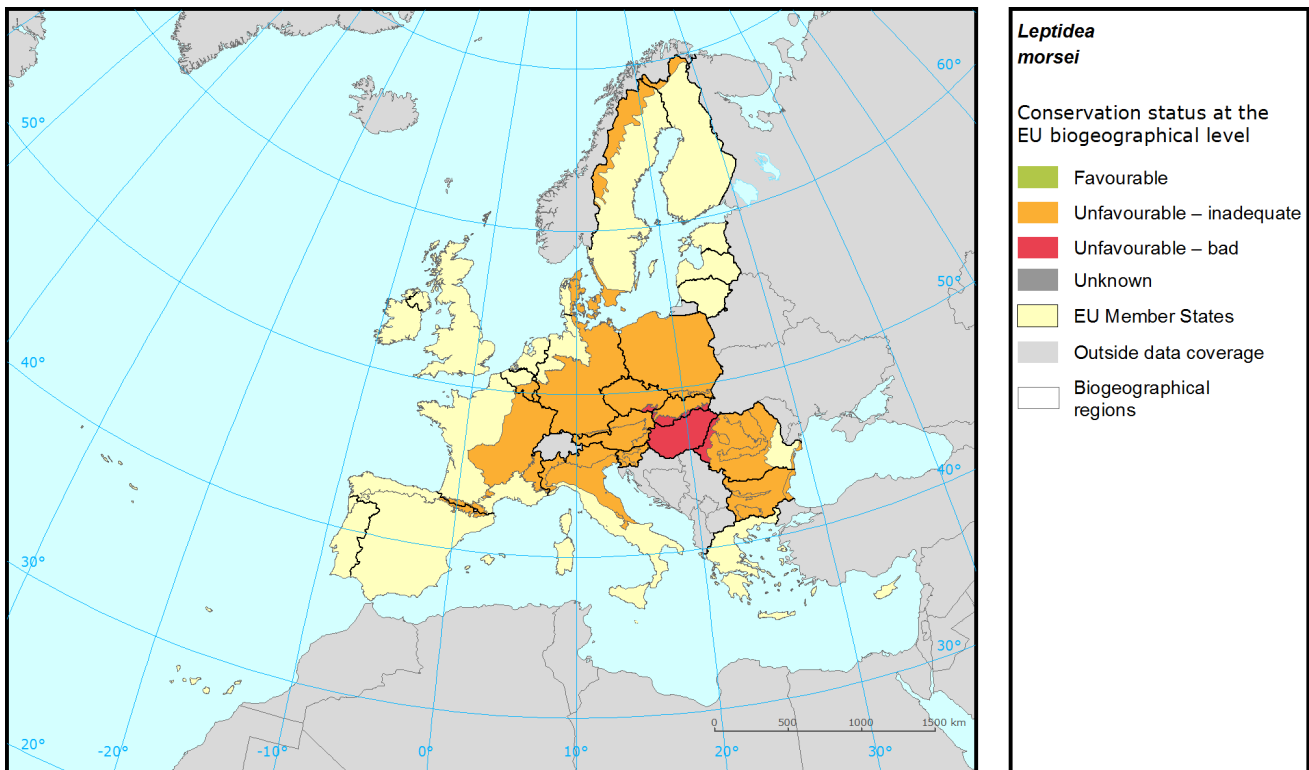 Leptidea
morsei
Conservation status at the
EU biogeographical level
Favourable
Unfavourable – inadequate
Unfavourable – bad
Unknown
EU Member States
Outside data coverage
Biogeographical
regions
60°
50°
50°
40°
40°
30°
30°
20°
-20°
-10°
0°
10°
20°
30°
0 500 1000 1500 km